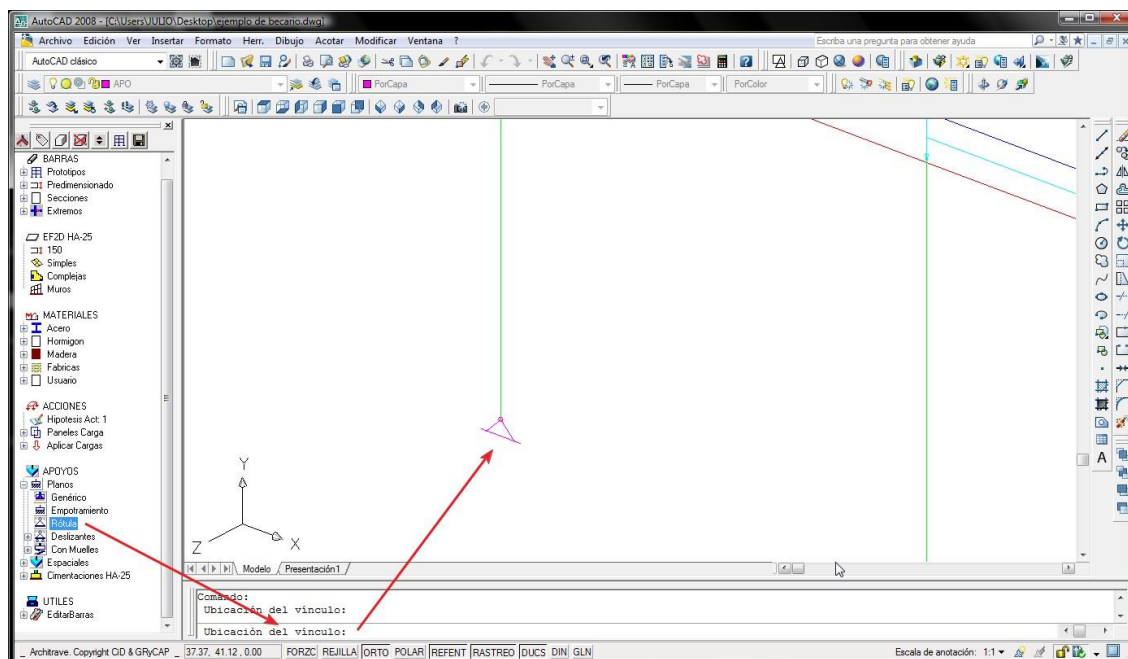 AutoCAD 2008 - [C:\Users\JULIO\Desktop\ejemplo de becario.dwg]
Archivo Edición Ver Insertar Formato Herr. Dibujo Acotar Modificar Ventana ?
Escriba una pregunta para obtener ayuda
AutoCAD clásico
APO
PorCapa
PorCapa
PorCapa
PorColor
BARRAS
Prototipos
Predimensionado
Secciones
Extremos
EF2D HA-25
150
Simples
Complejas
Muros
MATERIALES
Acero
Hormigon
Madera
Fabricas
Usuario
ACCIONES
Hipotesis Act: 1
Paneles Carga
Aplicar Cargas
APOYOS
Planos
Genérico
Empotramiento
Rótula
Deslizantes
Con Muelles
Espaciales
Cimentaciones HA-25
UTILES
EditarBarras
Y
Z
X
A
Modelo Presentación1
Comando:
Ubicación del vínculo:
Ubicación del vínculo:
_ Architrave. Copyright CiD & GRyCAP _ 37.37, 41.12, 0.00 FORZC REJILLA ORTO POLAR REFENT RASTREO DUCS DIN GLN
Escala de anotación: 1:1